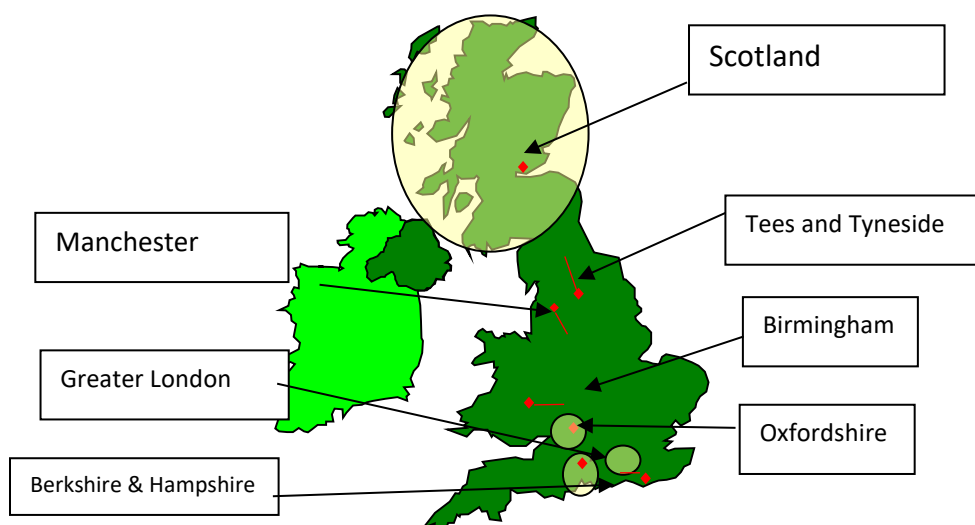 Scotland
Tees and Tyneside
Manchester
Birmingham
Greater London
Oxfordshire
Berkshire & Hampshire